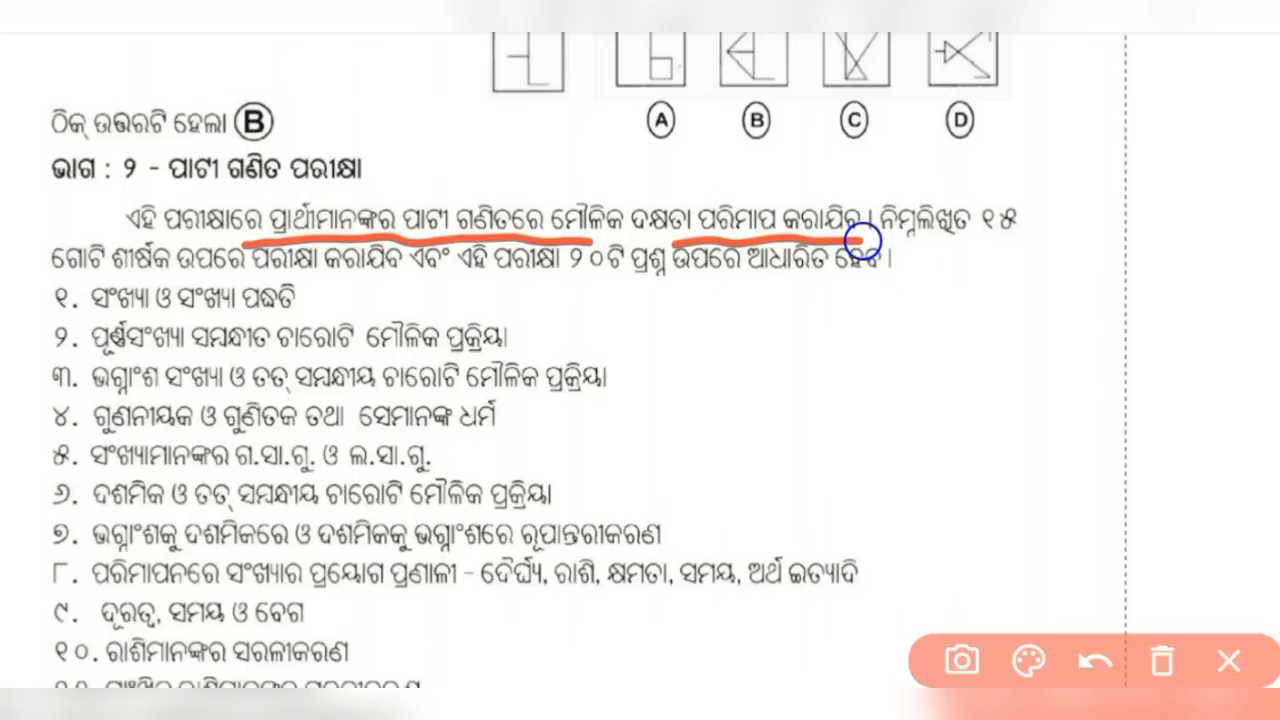 Ⓐ Ⓑ Ⓒ Ⓓ
ଠିକ୍ ଉତ୍ତରଟି ହେଲା Ⓑ
ଭାଗ : ୨ - ପାଟୀ ଗଣିତ ପରୀକ୍ଷା
ଏହି ପରୀକ୍ଷାରେ ପ୍ରାର୍ଥୀମାନଙ୍କର ପାଟୀ ଗଣିତରେ ମୌଳିକ ଦକ୍ଷତା ପରିମାପ କରାଯିବ । ନିମ୍ନଲିଖିତ ୧୫
ଗୋଟି ଶୀର୍ଷକ ଉପରେ ପରୀକ୍ଷା କରାଯିବ ଏବଂ ଏହି ପରୀକ୍ଷା ୨୦ଟି ପ୍ରଶ୍ନ ଉପରେ ଆଧାରିତ ହେବ।
୧. ସଂଖ୍ୟା ଓ ସଂଖ୍ୟା ପଦ୍ଧତି
୨. ପୂର୍ଣ୍ଣସଂଖ୍ୟା ସମ୍ବନ୍ଧୀତ ଚାରୋଟି ମୌଳିକ ପ୍ରକ୍ରିୟା
୩. ଭଗ୍ନାଂଶ ସଂଖ୍ୟା ଓ ତତ୍ ସମ୍ବନ୍ଧୀୟ ଚାରୋଟି ମୌଳିକ ପ୍ରକ୍ରିୟା
୪. ଗୁଣନୀୟକ ଓ ଗୁଣିତକ ତଥା ସେମାନଙ୍କ ଧର୍ମ
୫. ସଂଖ୍ୟାମାନଙ୍କର ଗ.ସା.ଗୁ. ଓ ଲ.ସା.ଗୁ.
୬. ଦଶମିକ ଓ ତତ୍ ସମ୍ବନ୍ଧୀୟ ଚାରୋଟି ମୌଳିକ ପ୍ରକ୍ରିୟା
୭. ଭଗ୍ନାଂଶକୁ ଦଶମିକରେ ଓ ଦଶମିକକୁ ଭଗ୍ନାଂଶରେ ରୂପାନ୍ତରୀକରଣ
୮. ପରିମାପନରେ ସଂଖ୍ୟାର ପ୍ରୟୋଗ ପ୍ରଣାଳୀ - ଦୈର୍ଘ୍ୟ, ରାଶି, କ୍ଷମତା, ସମୟ, ଅର୍ଥ ଇତ୍ୟାଦି
୯. ଦୂରତ୍ୱ, ସମୟ ଓ ବେଗ
୧୦. ରାଶିମାନଙ୍କର ସରଳୀକରଣ